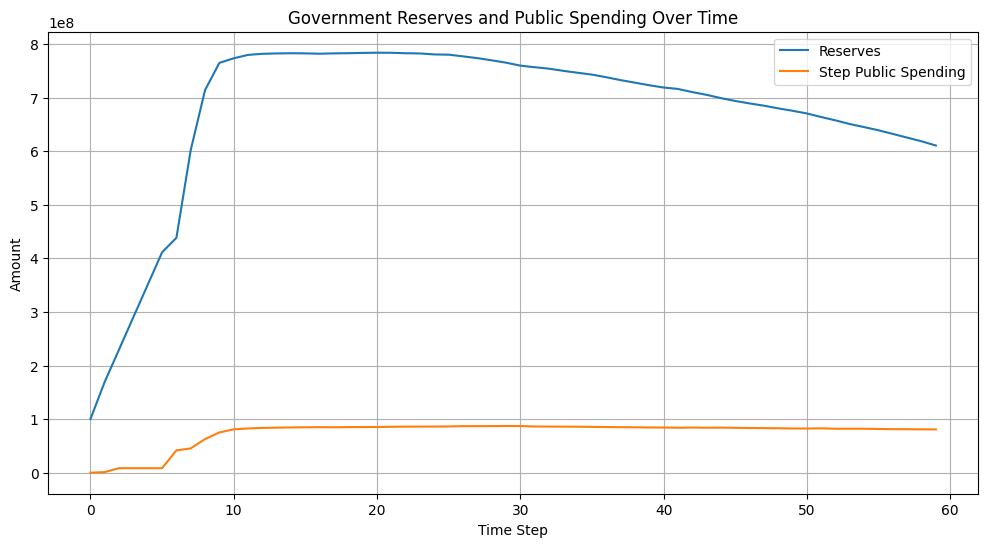 Government Reserves and Public Spending Over Time
1e8
8
7
6
5
4
3
2
1
0
Amount
Reserves
Step Public Spending
0 10 20 30 40 50 60
Time Step